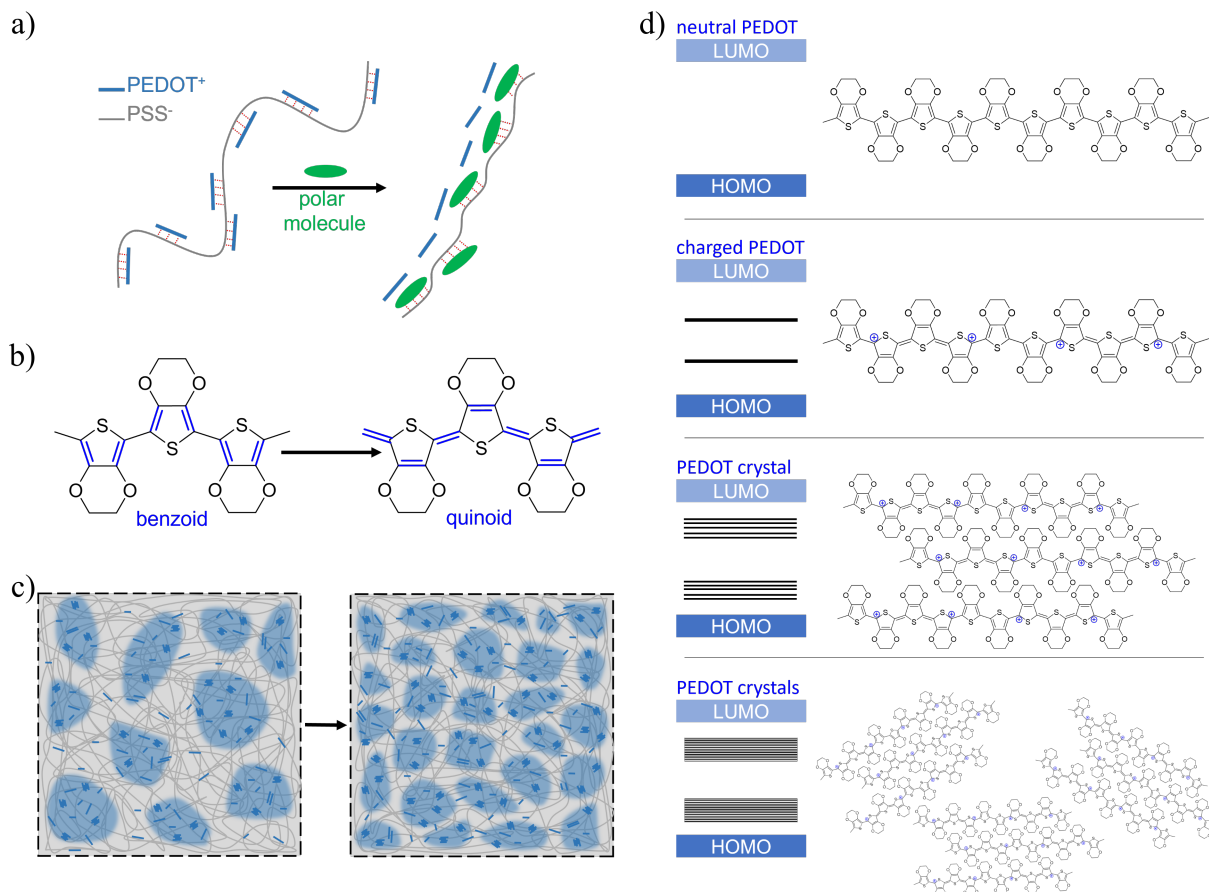 a)
PEDOT+
PSS-
polar
molecule
b)
O O
S S
S
O O O O
benzoid
O O
S S
S
O O O O
quinoid
c)
d)
neutral PEDOT
LUMO
HOMO
charged PEDOT
LUMO
HOMO
PEDOT crystal
LUMO
HOMO
PEDOT crystals
LUMO
HOMO